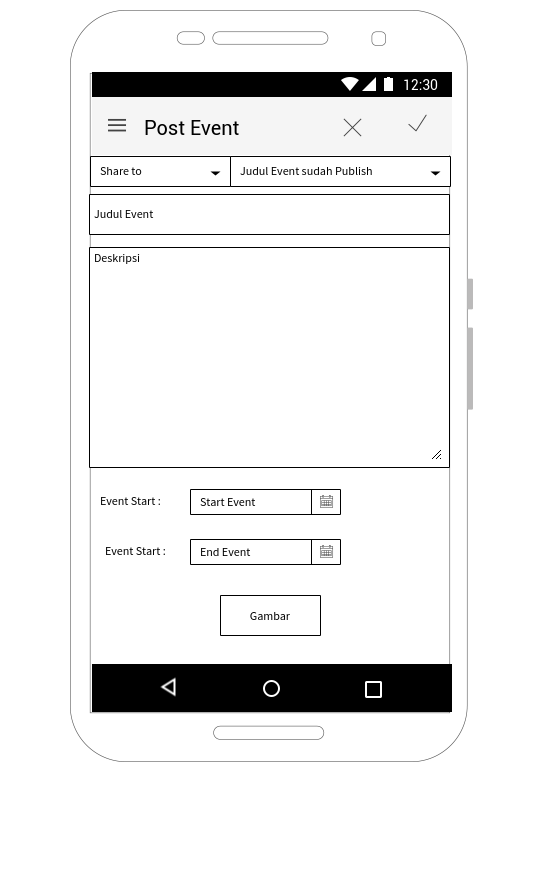 12:30
Post Event
Share to
Judul Event sudah Publish
Judul Event
Deskripsi
Event Start :
Start Event
Event Start :
End Event
Gambar